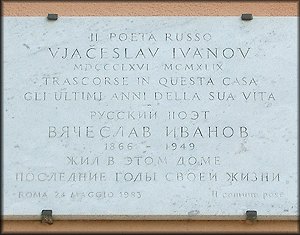 IL POETA RUSSO
VJAČESLAV IVANOV
MDCCCLXVI - MCMXLIX
TRASCORSE IN QUESTA CASA
GLI ULTIMI ANNI DELLA SUA VITA
РУССКИЙ ПОЭТ
ВЯЧЕСЛАВ ИВАНОВ
1866 - 1949
ЖИЛ В ЭТОМ ДОМЕ
ПОСЛЕДНИЕ ГОДЫ СВОЕЙ ЖИЗНИ
ROMA 24 MAGGIO 1983 Il comune pose